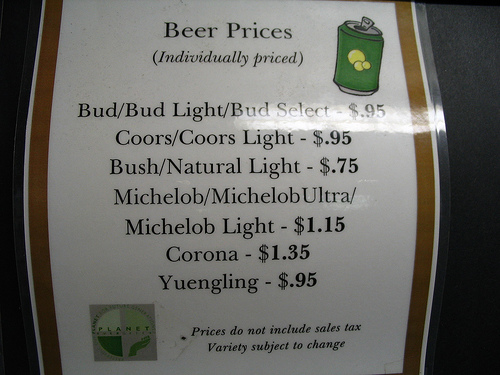 Beer Prices
(Individually priced)
Bud/Bud Light/Bud Select - $.95
Coors/Coors Light - $.95
Bush/Natural Light - $.75
Michelob/MichelobUltra/
Michelob Light - $1.15
Corona - $1.35
Yuengling - $.95
PLANET
Prices do not include sales tax
Variety subject to change